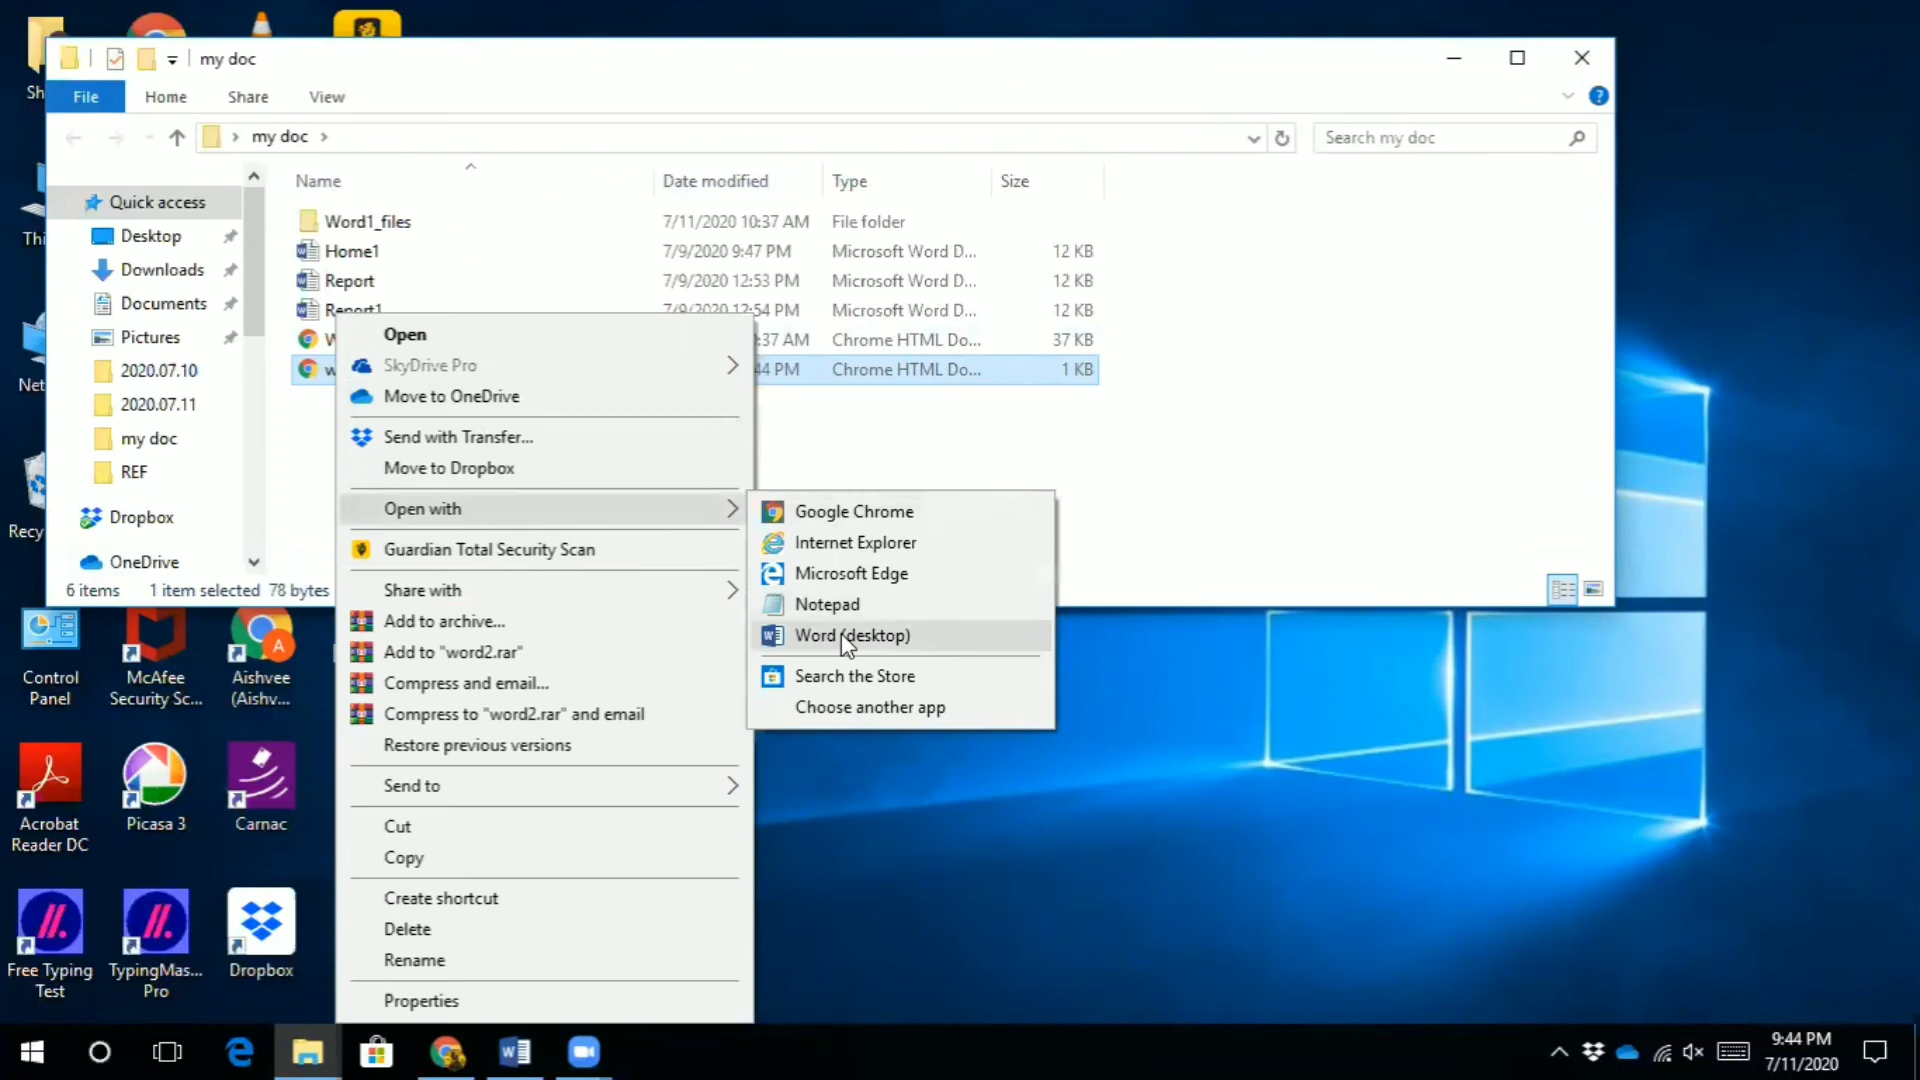 my doc
File
Home
Share
View
my doc
Search my doc
Name
Date modified
Type
Size
Quick access
Desktop
Downloads
Documents
Pictures
2020.07.10
2020.07.11
my doc
REF
Dropbox
OneDrive
Word1_files 7/11/2020 10:37 AM File folder
Home1 7/9/2020 9:47 PM Microsoft Word D... 12 KB
Report 7/9/2020 12:53 PM Microsoft Word D... 12 KB
Report1 7/9/2020 12:54 PM Microsoft Word D... 12 KB
W :37 AM Chrome HTML Do... 37 KB
w 44 PM Chrome HTML Do... 1 KB
6 items 1 item selected 78 bytes
Open
SkyDrive Pro
Move to OneDrive
Send with Transfer...
Move to Dropbox
Open with
Guardian Total Security Scan
Share with
Add to archive...
Add to "word2.rar"
Compress and email...
Compress to "word2.rar" and email
Restore previous versions
Send to
Cut
Copy
Create shortcut
Delete
Rename
Properties
Google Chrome
Internet Explorer
Microsoft Edge
Notepad
Word (desktop)
Search the Store
Choose another app
Sh
Thi
Net
Recy
Control
Panel
McAfee
Security Sc...
Aishvee
(Aishv...
Acrobat
Reader DC
Picasa 3
Carnac
Free Typing
Test
TypingMas...
Pro
Dropbox
9:44 PM
7/11/2020